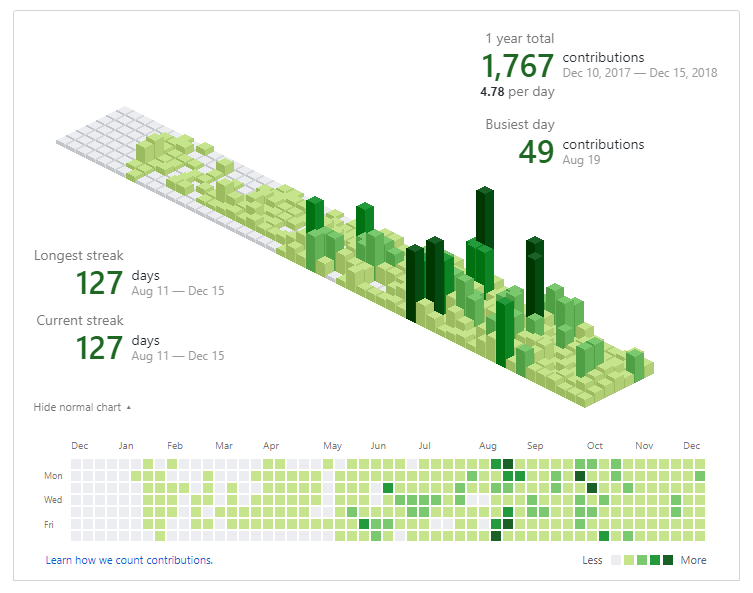 1 year total
1,767 contributions
Dec 10, 2017 — Dec 15, 2018
4.78 per day
Busiest day
49 contributions
Aug 19
Longest streak
127 days
Aug 11 — Dec 15
Current streak
127 days
Aug 11 — Dec 15
Hide normal chart ▲
Dec Jan Feb Mar Apr May Jun Jul Aug Sep Oct Nov Dec
Mon
Wed
Fri
Learn how we count contributions.
Less More